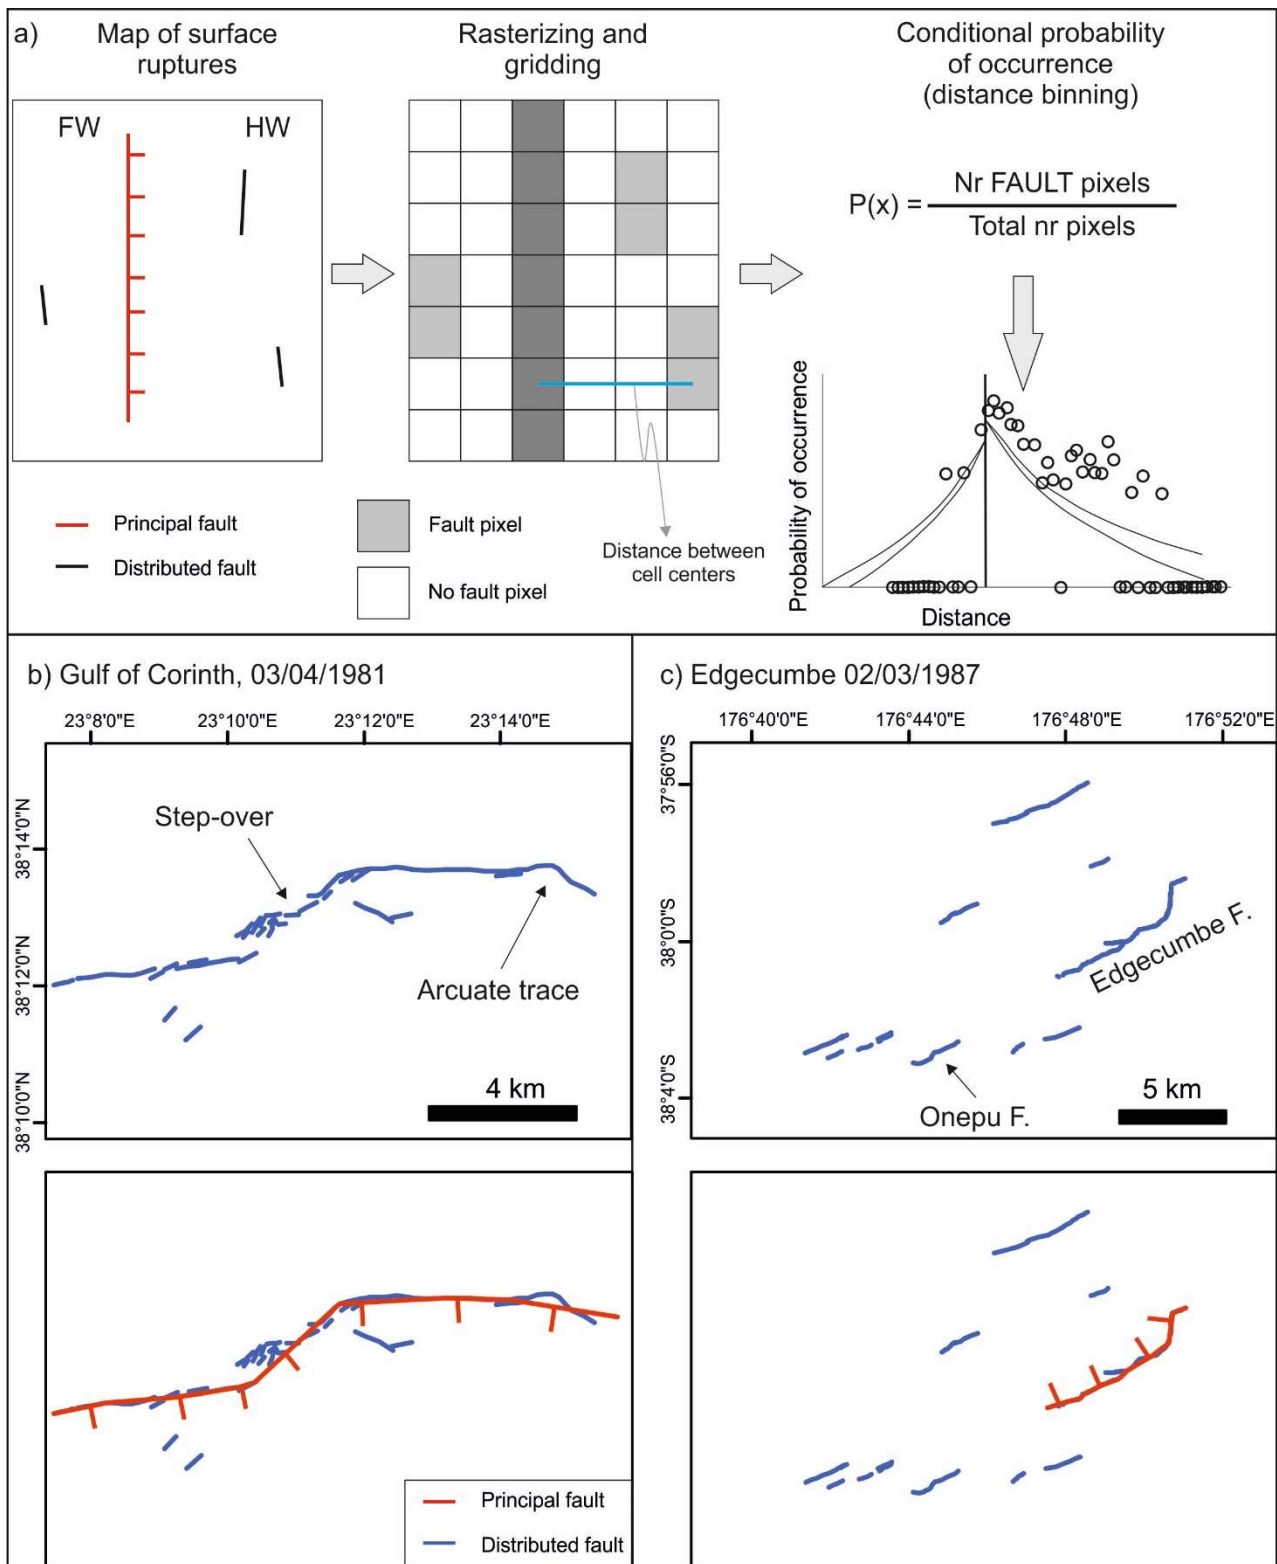 a)
Map of surface
ruptures
Rasterizing and
gridding
Conditional probability
of occurrence
(distance binning)
FW
HW
P(x) =
Nr FAULT pixels
Total nr pixels
Principal fault
Distributed fault
Fault pixel
No fault pixel
Distance between
cell centers
Probability of occurrence
Distance
b) Gulf of Corinth, 03/04/1981
23°8'0"E
23°10'0"E
23°12'0"E
23°14'0"E
38°14'0"N
38°12'0"N
38°10'0"N
Step-over
Arcuate trace
4 km
c) Edgecumbe 02/03/1987
176°40'0"E
176°44'0"E
176°48'0"E
176°52'0"E
37°56'0"S
38°0'0"S
38°4'0"S
Edgecumbe F.
Onepu F.
5 km
Principal fault
Distributed fault